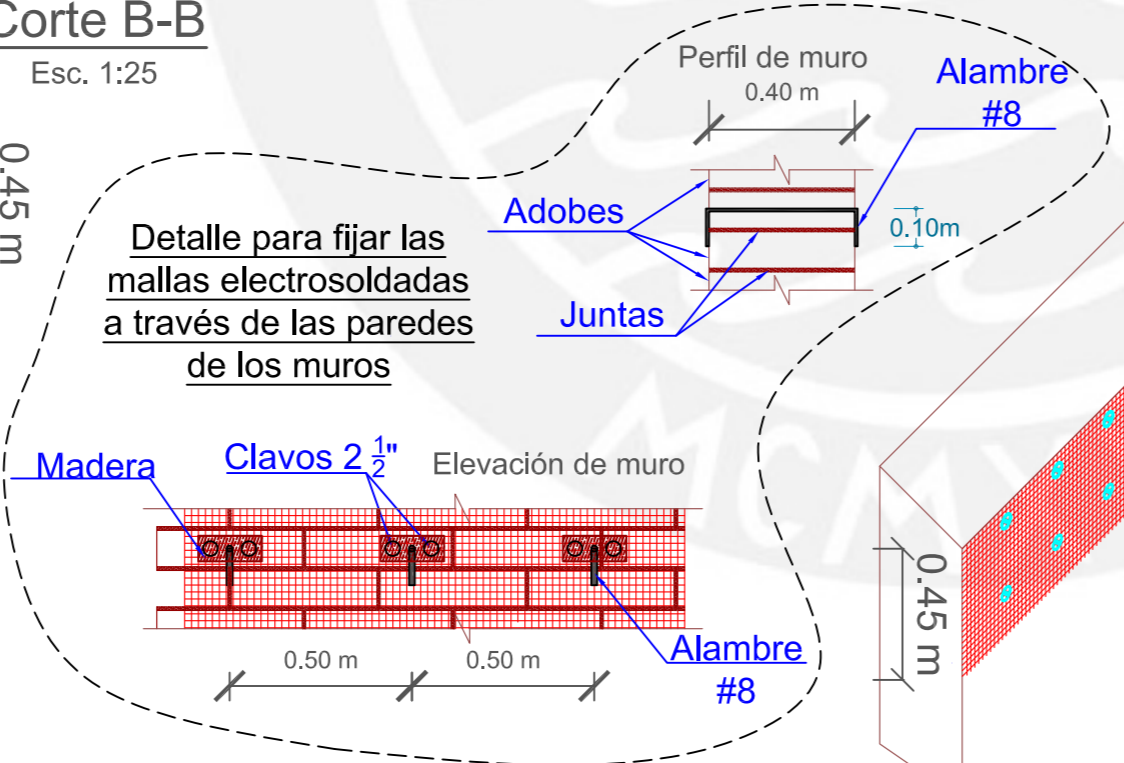 Corte B-B
Esc. 1:25
0.45 m
Perfil de muro
0.40 m
Alambre
#8
Adobes
0.10m
Juntas
Detalle para fijar las
mallas electrosoldadas
a través de las paredes
de los muros
Madera
Clavos 2 1/2"
Elevación de muro
0.50 m
0.50 m
Alambre
#8
0.45 m
MCMX